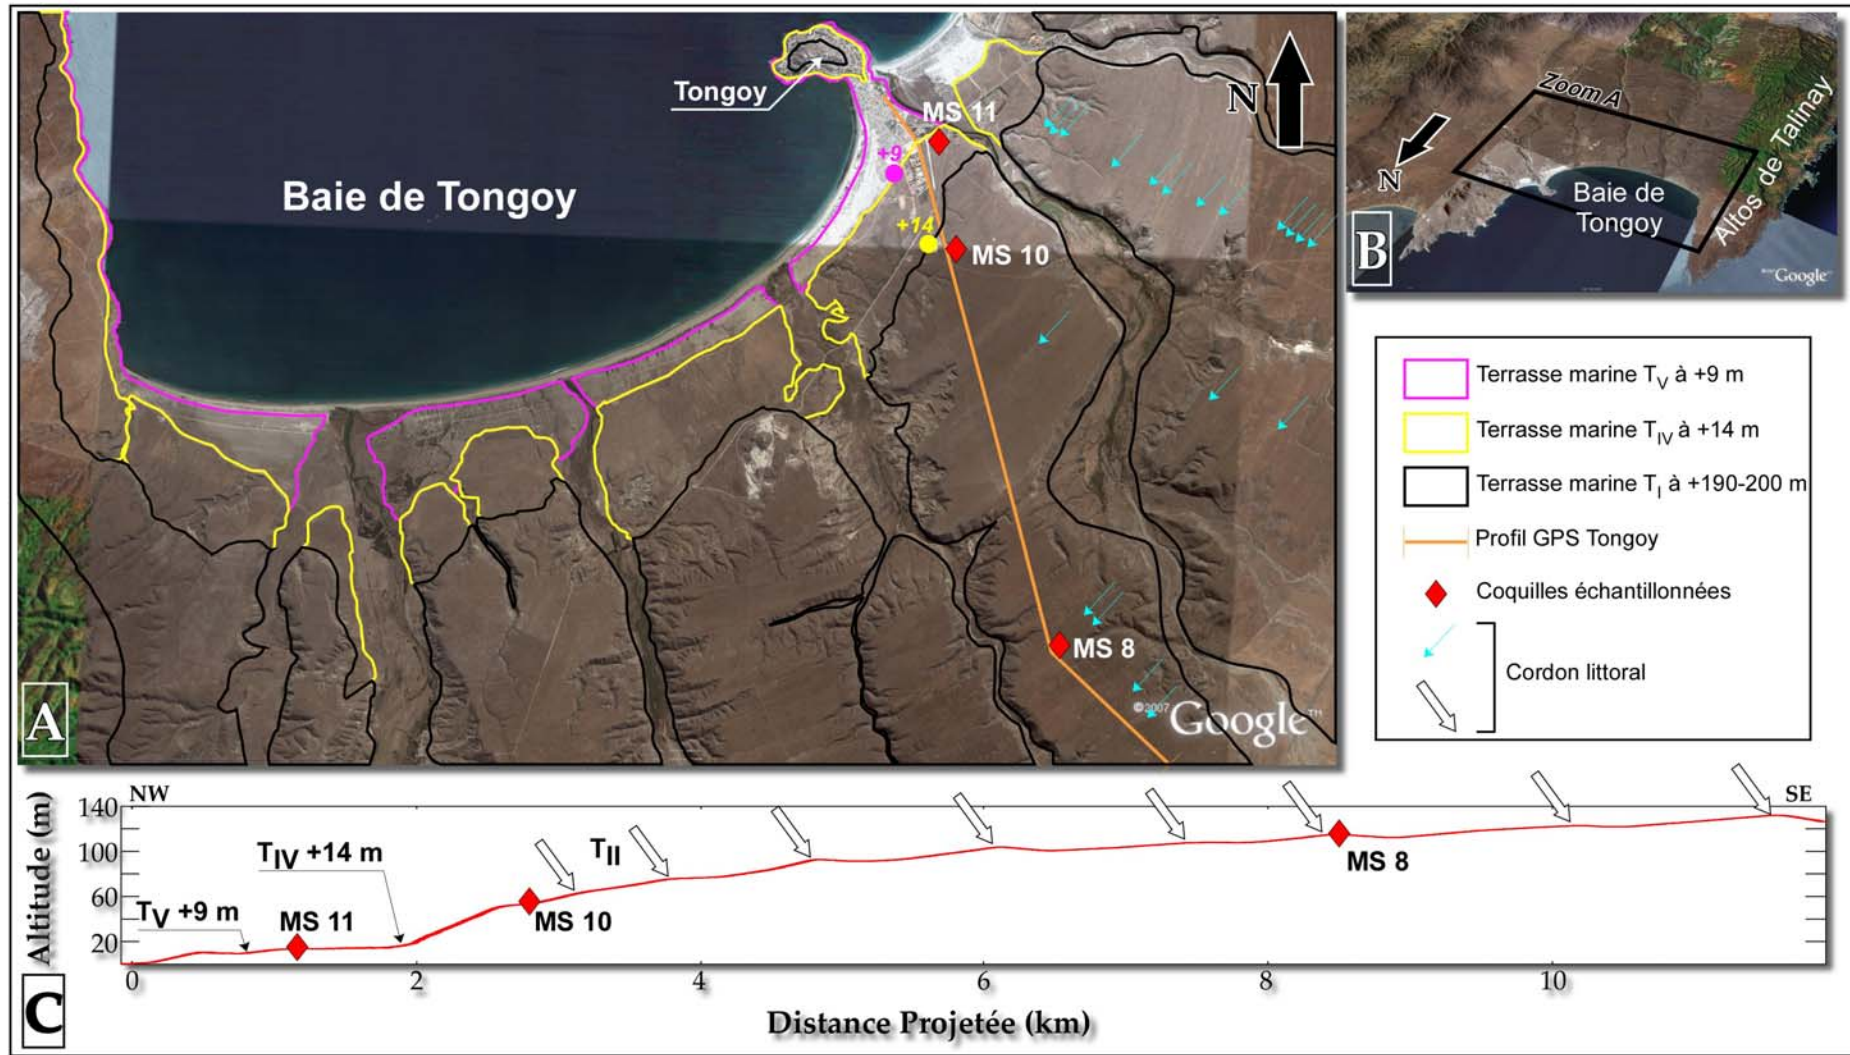 A
Baie de Tongoy
Tongoy
N
MS 11
+9
+14
MS 10
MS 8
©2007 Google™
B
Zoom A
N
Baie de
Tongoy
Altos de Talinay
Google
Terrasse marine TV à +9 m
Terrasse marine TIV à +14 m
Terrasse marine TI à +190-200 m
Profil GPS Tongoy
Coquilles échantillonnées
Cordon littoral
C
NW
SE
Altitude (m)
140
100
60
20
TV +9 m
MS 11
TIV +14 m
MS 10
TII
MS 8
0 2 4 6 8 10
Distance Projetée (km)